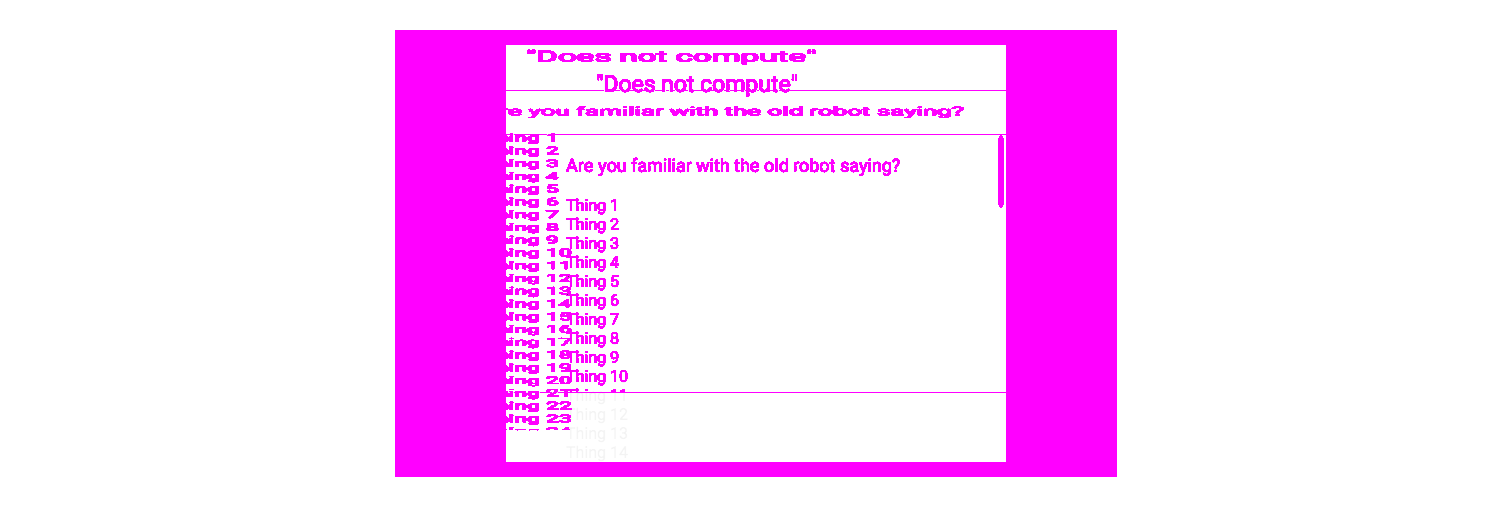 "Does not compute"
"Does not compute"
e you familiar with the old robot saying?
Are you familiar with the old robot saying?
ing 1
ing 2
ing 3
ing 4
ing 5
ing 6
ing 7
ing 8
ing 9
ing 10
ing 11
ing 12
ing 13
ing 14
ing 15
ing 16
ing 17
ing 18
ing 19
ing 20
ing 21
ing 22
ing 23
Thing 1
Thing 2
Thing 3
Thing 4
Thing 5
Thing 6
Thing 7
Thing 8
Thing 9
Thing 10
Thing 11
Thing 12
Thing 13
Thing 14